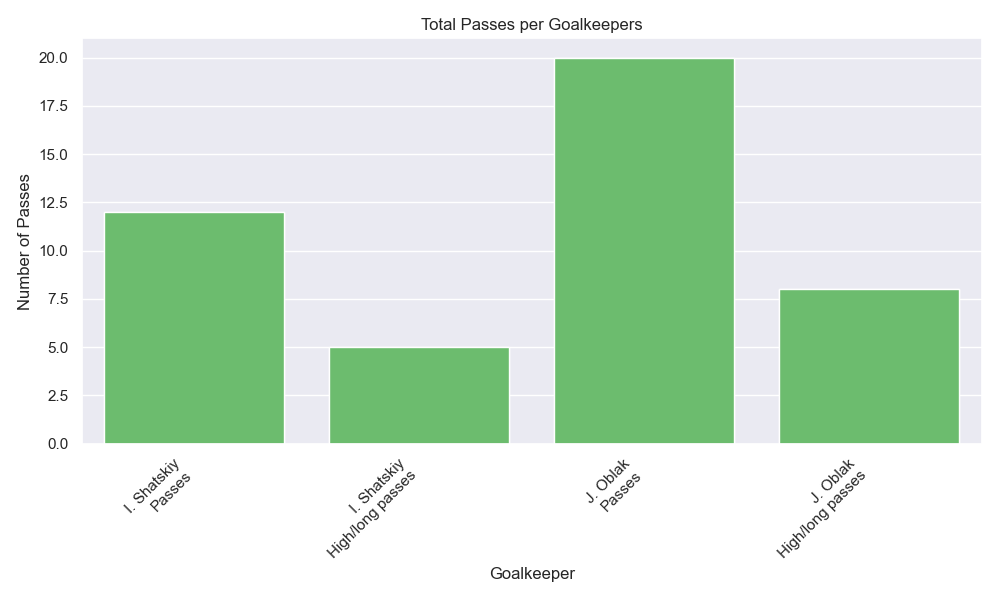 Total Passes per Goalkeepers
Number of Passes
20.0
17.5
15.0
12.5
10.0
7.5
5.0
2.5
0.0
I. Shatskiy
Passes
I. Shatskiy
High/long passes
J. Oblak
Passes
J. Oblak
High/long passes
Goalkeeper